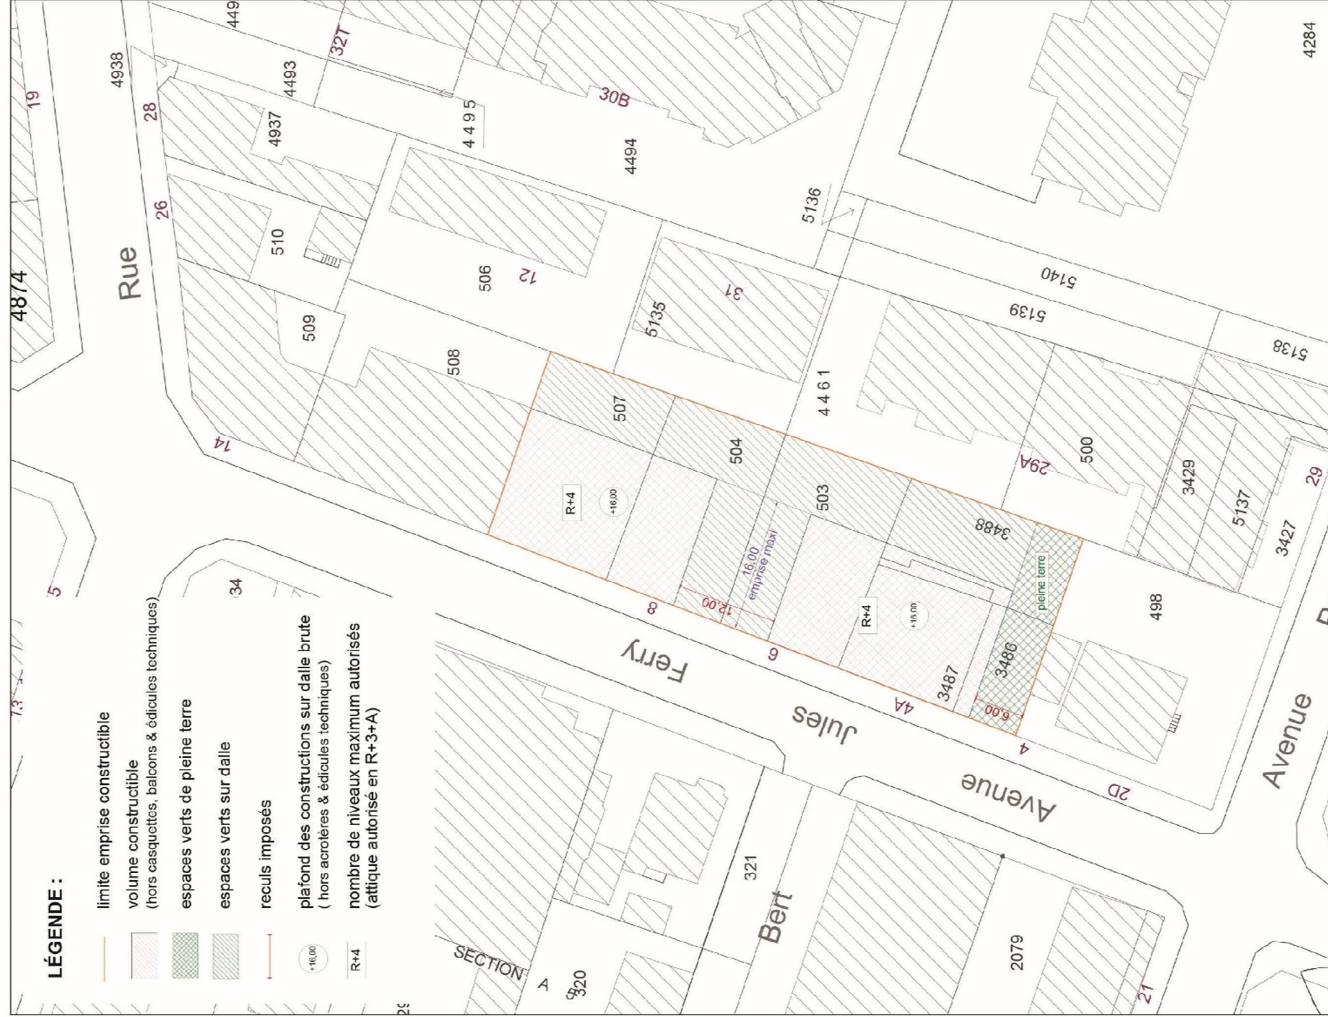 LÉGENDE :
limite emprise constructible
volume constructible
(hors casquettes, balcons & édicules techniques)
espaces verts de pleine terre
espaces verts sur dalle
reculs imposés
+16,00
plafond des constructions sur dalle brute
( hors acrotères & édicules techniques)
R+4
nombre de niveaux maximum autorisés
(attique autorisé en R+3+A)
19
4938
28
4493
32T
4937
4495
30B
4494
4284
26
510
506
12
5136
4874
Rue
509
508
5135
31
5140
5139
5138
4461
14
507
504
503
3488
29A
500
3429
5137
3427
29
R+4
+16,00
16,00
emprise maxi
12.00
R+4
+16,00
pleine terre
3486
3487
6.00
498
5
34
8
6
4A
4
2D
Ferry
Jules
Avenue
Avenue
321
Bert
SECTION
A
320
2079
21